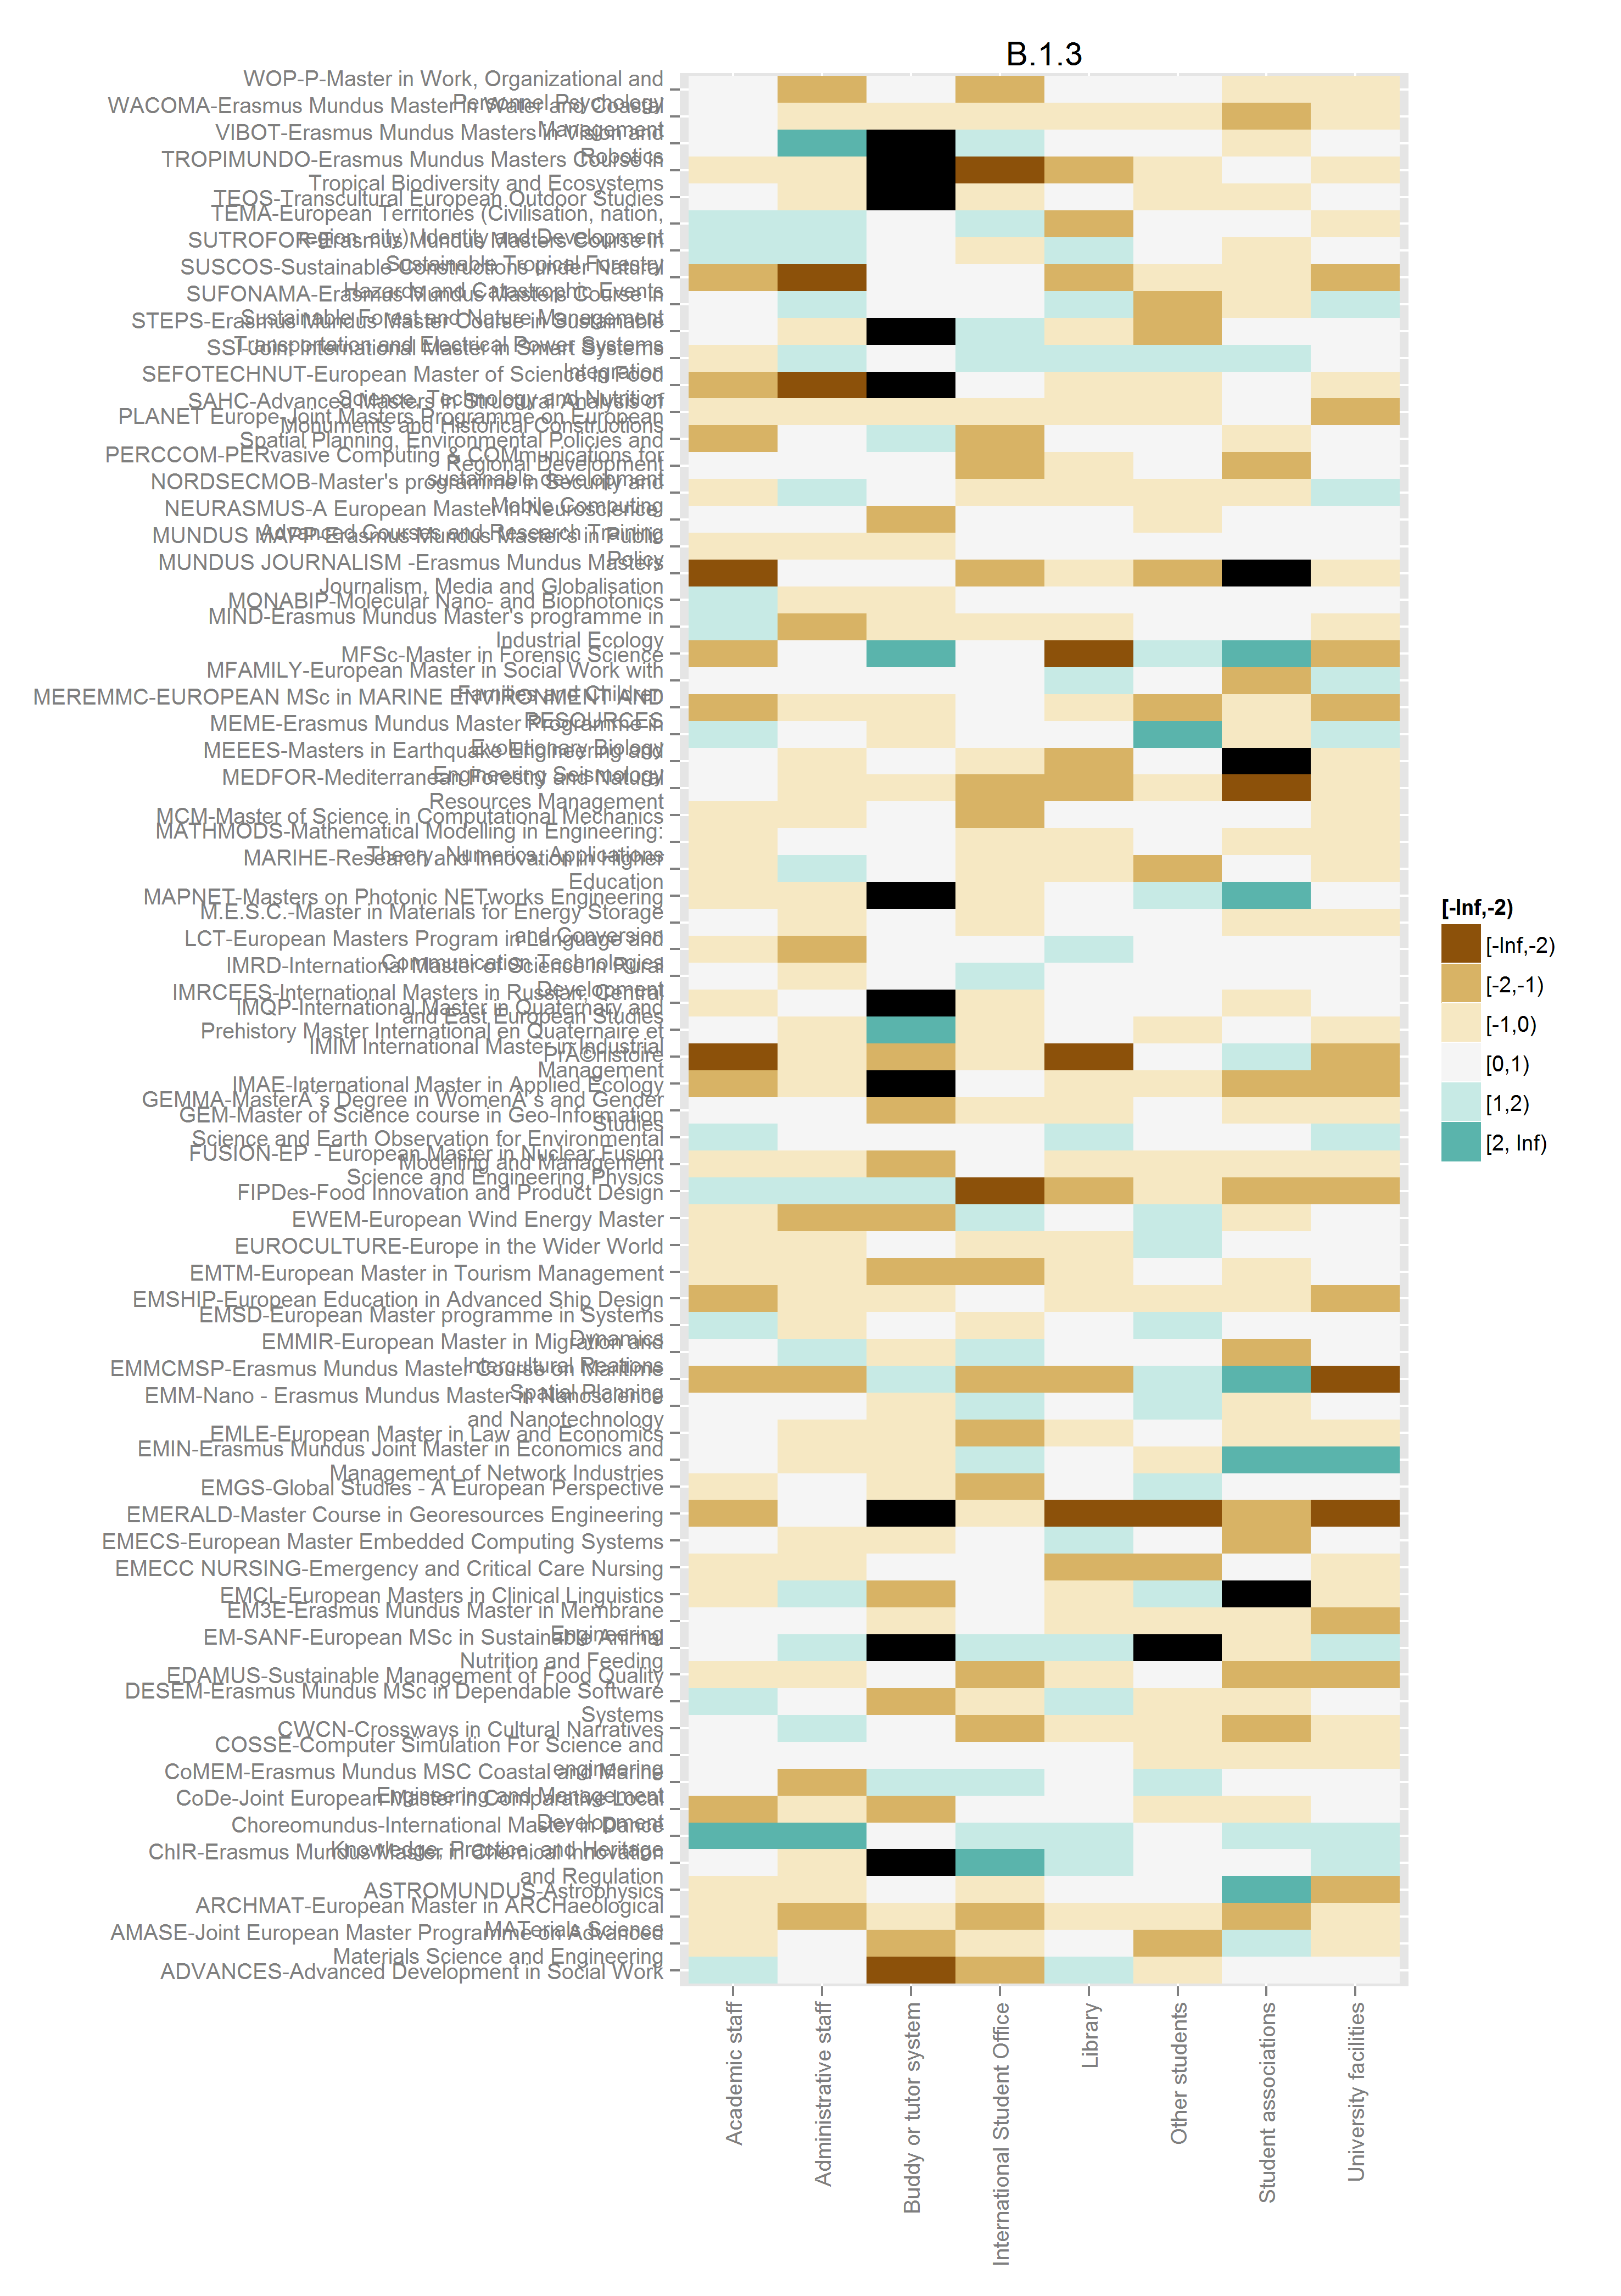 B.1.3
WOP-P-Master in Work, Organizational and
Personnel Psychology
WACOMA-Erasmus Mundus Master in Water and Coastal
Management
VIBOT-Erasmus Mundus Masters in Vision and
Robotics
TROPIMUNDO-Erasmus Mundus Masters Course in
Tropical Biodiversity and Ecosystems
TEOS-Transcultural European Outdoor Studies
TEMA-European Territories (Civilisation, nation,
region, city) Identity and Development
SUTROFOR-Erasmus Mundus Masters Course in
Sustainable Tropical Forestry
SUSCOS-Sustainable Constructions under Natural
Hazards and Catastrophic Events
SUFONAMA-Erasmus Mundus Masters Course in
Sustainable Forest and Nature Management
STEPS-Erasmus Mundus Master Course in Sustainable
Transportation and Electrical Power Systems
SSI-Joint International Master in Smart Systems
Integration
SEFOTECHNUT-European Master of Science in Food
Science, Technology and Nutrition
SAHC-Advanced Masters in Structural Analysis of
Monuments and Historical Constructions
PLANET Europe-Joint Masters Programme on European
Spatial Planning, Environmental Policies and
Regional Development
PERCCOM-PERvasive Computing & COMmunications for
sustainable development
NORDSECMOB-Master's programme in Security and
Mobile Computing
NEURASMUS-A European Master in Neuroscience:
Advanced Courses and Research Training
MUNDUS MAPP-Erasmus Mundus Master's in Public
Policy
MUNDUS JOURNALISM -Erasmus Mundus Masters
Journalism, Media and Globalisation
MONABIP-Molecular Nano- and Biophotonics
MIND-Erasmus Mundus Master's programme in
Industrial Ecology
MFSc-Master in Forensic Science
MFAMILY-European Master in Social Work with
Families and Children
MEREMMC-EUROPEAN MSc in MARINE ENVIRONMENT AND
RESOURCES
MEME-Erasmus Mundus Master Programme in
Evolutionary Biology
MEEES-Masters in Earthquake Engineering and
Engineering Seismology
MEDFOR-Mediterranean Forestry and Natural
Resources Management
MCM-Master of Science in Computational Mechanics
MATHMODS-Mathematical Modelling in Engineering:
Theory, Numerics, Applications
MARIHE-Research and Innovation in Higher
Education
MAPNET-Masters on Photonic NETworks Engineering
M.E.S.C.-Master in Materials for Energy Storage
and Conversion
LCT-European Masters Program in Language and
Communication Technologies
IMRD-International Master of Science in Rural
Development
IMRCEES-International Masters in Russian, Central
and East European Studies
IMQP-International Master in Quaternary and
Prehistory Master International en Quaternaire et
PrA©histoire
IMIM International Master in Industrial
Management
IMAE-International Master in Applied Ecology
GEMMA-MasterÂ´s Degree in WomenÂ´s and Gender
Studies
GEM-Master of Science course in Geo-Information
Science and Earth Observation for Environmental
Modelling and Management
FUSION-EP - European Master in Nuclear Fusion
Science and Engineering Physics
FIPDes-Food Innovation and Product Design
EWEM-European Wind Energy Master
EUROCULTURE-Europe in the Wider World
EMTM-European Master in Tourism Management
EMSHIP-European Education in Advanced Ship Design
EMSD-European Master programme in Systems
Dynamics
EMMIR-European Master in Migration and
Intercultural Reations
EMMCMSP-Erasmus Mundus Master Course on Maritime
Spatial Planning
EMM-Nano - Erasmus Mundus Master in Nanoscience
and Nanotechnology
EMLE-European Master in Law and Economics
EMIN-Erasmus Mundus Joint Master in Economics and
Management of Network Industries
EMGS-Global Studies - A European Perspective
EMERALD-Master Course in Georesources Engineering
EMECS-European Master Embedded Computing Systems
EMECC NURSING-Emergency and Critical Care Nursing
EMCL-European Masters in Clinical Linguistics
EM3E-Erasmus Mundus Master in Membrane
Engineering
EM-SANF-European MSc in Sustainable Animal
Nutrition and Feeding
EDAMUS-Sustainable Management of Food Quality
DESEM-Erasmus Mundus MSc in Dependable Software
Systems
CWCN-Crossways in Cultural Narratives
COSSE-Computer Simulation For Science and
engineering
CoMEM-Erasmus Mundus MSC Coastal and Marine
Engineering and Management
CoDe-Joint European Master in Comparative Local
Development
Choreomundus-International Master in Dance
Knowledge, Practice, and Heritage
ChIR-Erasmus Mundus Master in Chemical Innovation
and Regulation
ASTROMUNDUS-Astrophysics
ARCHMAT-European Master in ARCHaeological
MATerials Science
AMASE-Joint European Master Programme on Advanced
Materials Science and Engineering
ADVANCES-Advanced Development in Social Work
Academic staff
Administrative staff
Buddy or tutor system
International Student Office
Library
Other students
Student associations
University facilities
[-Inf,-2)
[-Inf,-2)
[-2,-1)
[-1,0)
[0,1)
[1,2)
[2, Inf)